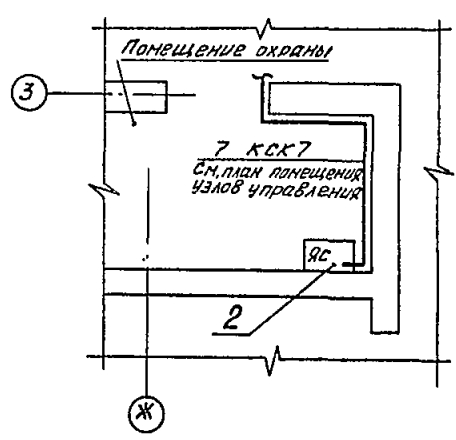 Помещение охраны
3
7 КСК7
См. план помещения
узлов управления
ЯС
2
Ж